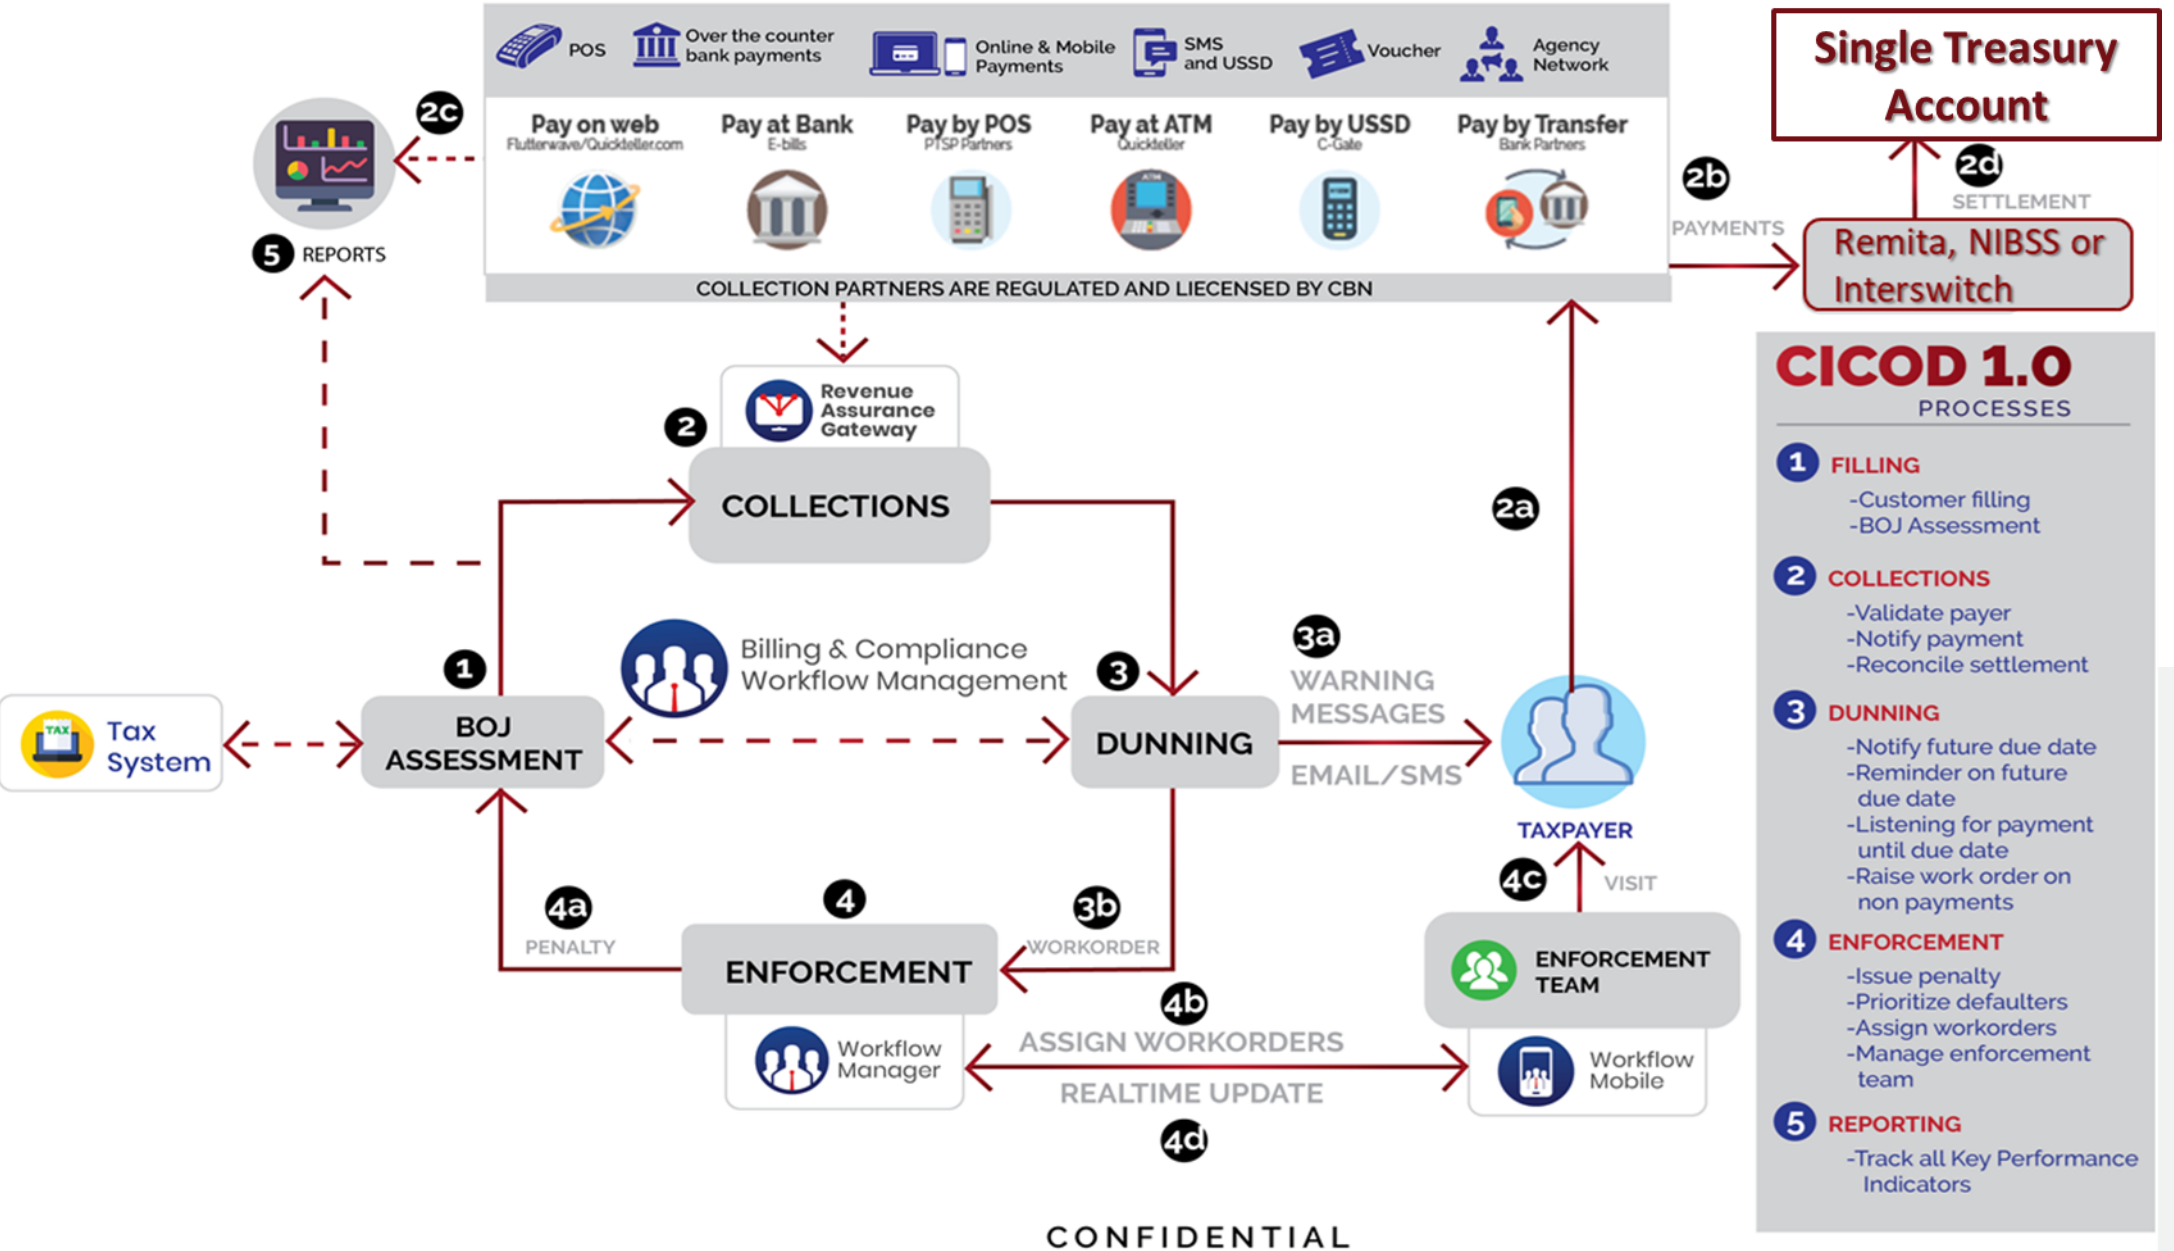 POS
Over the counter
bank payments
Online & Mobile
Payments
SMS
and USSD
Voucher
Agency
Network
Single Treasury
Account
2c
Pay on web
Flutterwave/Quickteller.com
Pay at Bank
E-bills
Pay by POS
PTSP Partners
Pay at ATM
Quickteller
ATM
Pay by USSD
C-Gate
Pay by Transfer
Bank Partners
2b
PAYMENTS
2d
SETTLEMENT
Remita, NIBSS or
Interswitch
5 REPORTS
COLLECTION PARTNERS ARE REGULATED AND LIECENSED BY CBN
2
Revenue
Assurance
Gateway
COLLECTIONS
2a
1
Billing & Compliance
Workflow Management
3
3a
WARNING
MESSAGES
EMAIL/SMS
TAX
Tax
System
BOJ
ASSESSMENT
DUNNING
TAXPAYER
4a
PENALTY
4
3b
WORKORDER
4c
VISIT
ENFORCEMENT
ENFORCEMENT
TEAM
4b
ASSIGN WORKORDERS
REALTIME UPDATE
4d
Workflow
Manager
Workflow
Mobile
CICOD 1.0
PROCESSES
1 FILLING
-Customer filling
-BOJ Assessment
2 COLLECTIONS
-Validate payer
-Notify payment
-Reconcile settlement
3 DUNNING
-Notify future due date
-Reminder on future
due date
-Listening for payment
until due date
-Raise work order on
non payments
4 ENFORCEMENT
-Issue penalty
-Prioritize defaulters
-Assign workorders
-Manage enforcement
team
5 REPORTING
-Track all Key Performance
Indicators
CONFIDENTIAL